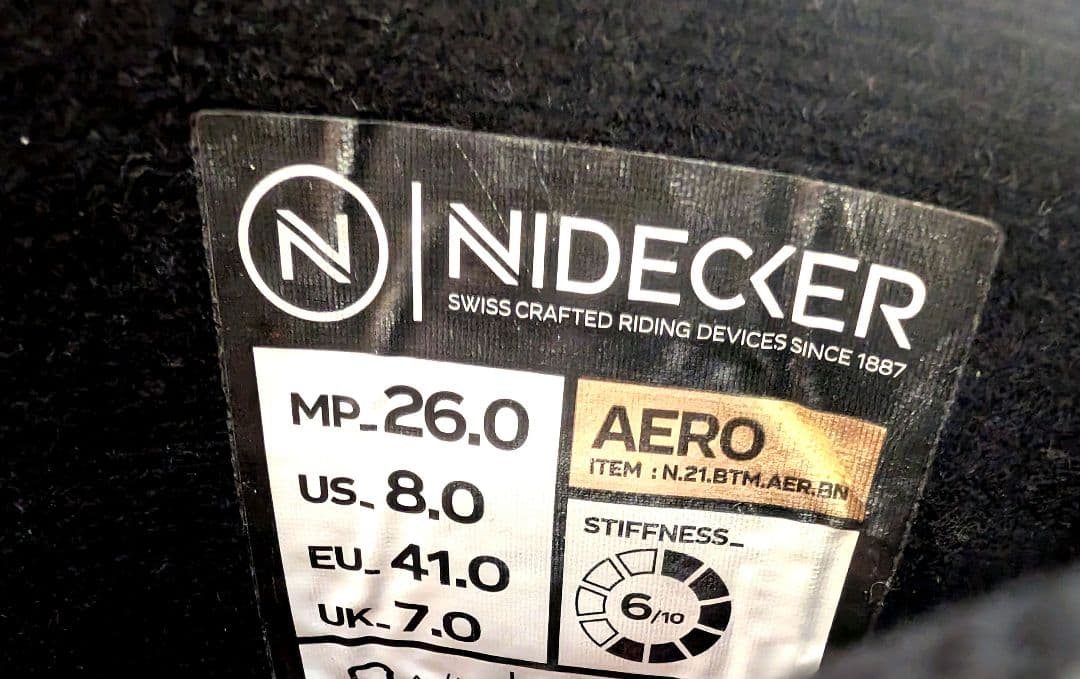 N
NIDECKER
SWISS CRAFTED RIDING DEVICES SINCE 1887
MP_26.0
US_8.0
EU_41.0
UK_7.0
AERO
ITEM : N.21.BTM.AER.BN
STIFFNESS_
6/10